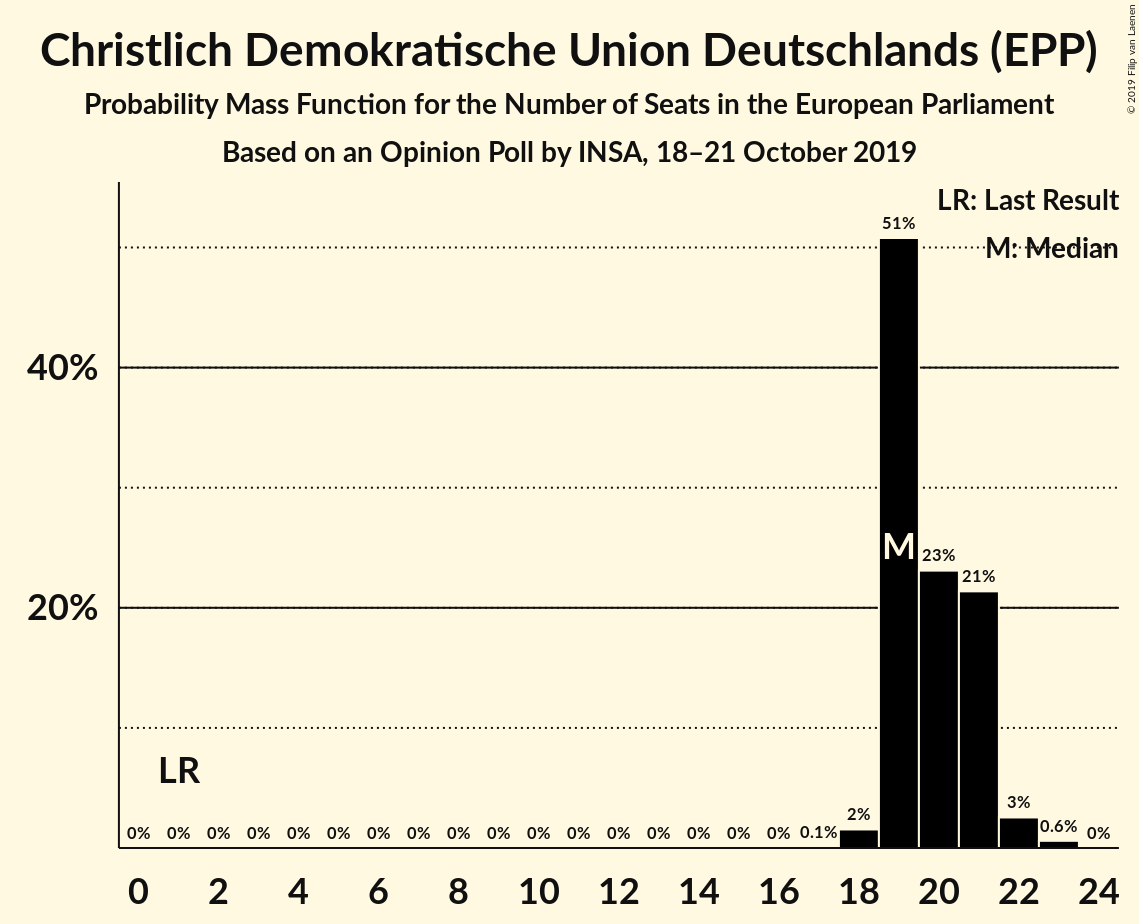 Christlich Demokratische Union Deutschlands (EPP)
Probability Mass Function for the Number of Seats in the European Parliament
Based on an Opinion Poll by INSA, 18–21 October 2019
© 2019 Filip van Laenen
LR: Last Result
M: Median
51%
40%
M
23%
21%
20%
LR
0% 0% 0% 0% 0% 0% 0% 0% 0% 0% 0% 0% 0% 0% 0% 0% 0% 0.1% 2% 3% 0.6% 0%
0 2 4 6 8 10 12 14 16 18 20 22 24